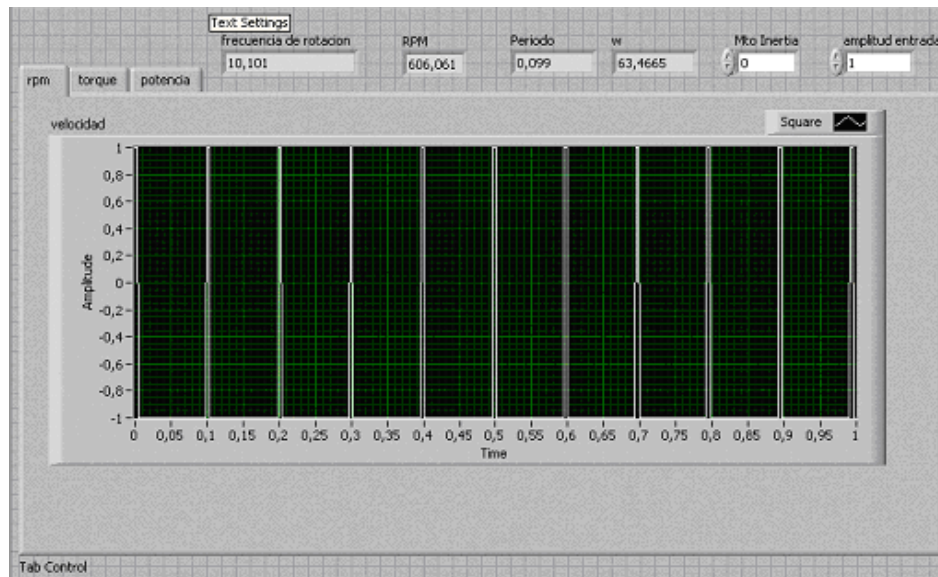 Text Settings
frecuencia de rotacion RPM Periodo w Mto Inertia amplitud entrada
10,101 606,061 0,099 63,4665 0 1
rpm torque potencia
velocidad
Square
1
0,8
0,6
0,4
0,2
0
-0,2
-0,4
-0,6
-0,8
-1
Amplitude
0 0,05 0,1 0,15 0,2 0,25 0,3 0,35 0,4 0,45 0,5 0,55 0,6 0,65 0,7 0,75 0,8 0,85 0,9 0,95 1
Time
Tab Control